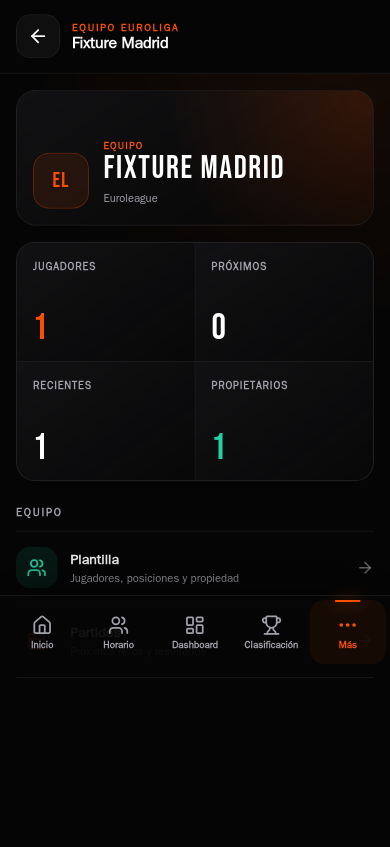 EQUIPO EUROLIGA
Fixture Madrid
EQUIPO
EL
FIXTURE MADRID
Euroleague
JUGADORES
PRÓXIMOS
1
0
RECIENTES
PROPIETARIOS
1
1
EQUIPO
Plantilla
Jugadores, posiciones y propiedad
Inicio
Horario
Dashboard
Clasificación
Más